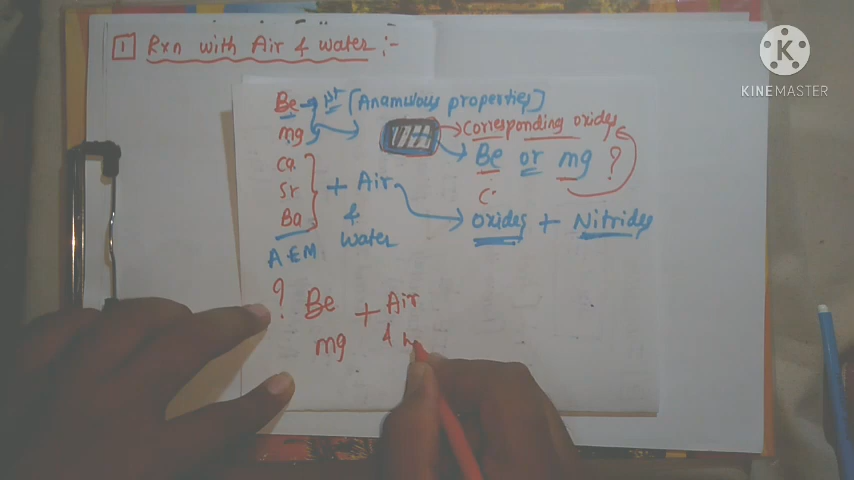 1 Rxn with Air & water :-
KINEMASTER
Be → 1st [Anamulous properties]
mg
→ Corresponding oxides
→ Be or mg ?
Ca
Sr
Ba
+ Air
&
water
C
oxides + Nitrides
A E M
? Be + Air
mg &